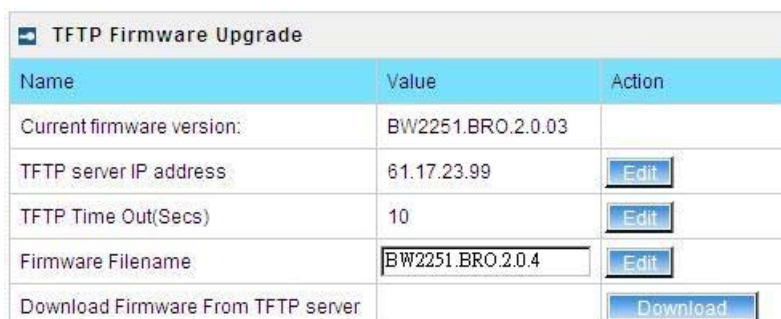 TFTP Firmware Upgrade
Name Value Action
Current firmware version: BW2251.BRO.2.0.03
TFTP server IP address 61.17.23.99 Edit
TFTP Time Out(Secs) 10 Edit
Firmware Filename BW2251.BRO.2.0.4 Edit
Download Firmware From TFTP server Download